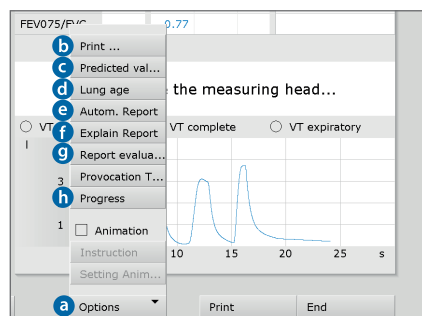 FEV075/FVC 0.77
b Print ...
c Predicted val...
d Lung age
the measuring head...
e Autom. Report
f Explain Report
VT VT complete VT expiratory
g Report evalua...
Provocation T...
3
h Progress
1
Animation
Instruction
10 15 20 25 s
Setting Anim...
a Options Print End